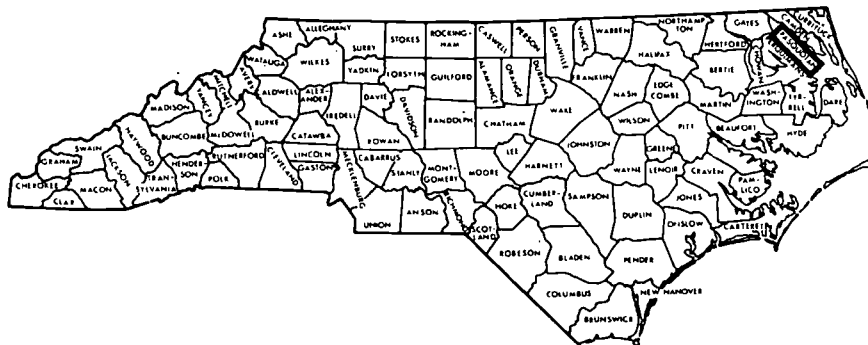 ASHE
ALLEGHANY
SURRY
STOKES
ROCKING-
HAM
CASWELL
PERSON
GRANVILLE
VANCE
WARREN
NORTHAMP
TON
GATES
HERTFORD
CURRITUCK
CAMDEN
PASQUOTANK
PERQUIMANS
CHOWAN
WATAUGA
WILKES
YADKIN
FORSYTH
GUILFORD
ALAMANCE
ORANGE
DURHAM
FRANKLIN
HALIFAX
BERTIE
MADISON
YANCEY
MITCHELL
AVERY
CALDWELL
ALEX-
ANDER
IREDELL
DAVIE
DAVIDSON
RANDOLPH
CHATHAM
WAKE
NASH
EDGE
COMBE
MARTIN
WASH-
INGTON
TYR-
RELL
DARE
SWAIN
HAYWOOD
BUNCOMBE
McDOWELL
BURKE
CATAWBA
ROWAN
JOHNSTON
WILSON
PITT
BEAUFORT
HYDE
GRAHAM
JACKSON
HENDER-
SON
RUTHERFORD
CLEVELAND
LINCOLN
GASTON
MECKLENBURG
CABARRUS
STANLY
MONT-
GOMERY
MOORE
LEE
HARNETT
WAYNE
GREEN
LENOIR
CRAVEN
PAM-
LICO
CHEROKEE
CLAY
MACON
TRAN-
SYLVANIA
POLK
UNION
ANSON
RICHMOND
SCOT-
LAND
HOKE
CUMBER-
LAND
SAMPSON
DUPLIN
JONES
ONSLOW
CARTERET
ROBESON
BLADEN
PENDER
COLUMBUS
NEW HANOVER
BRUNSWICK